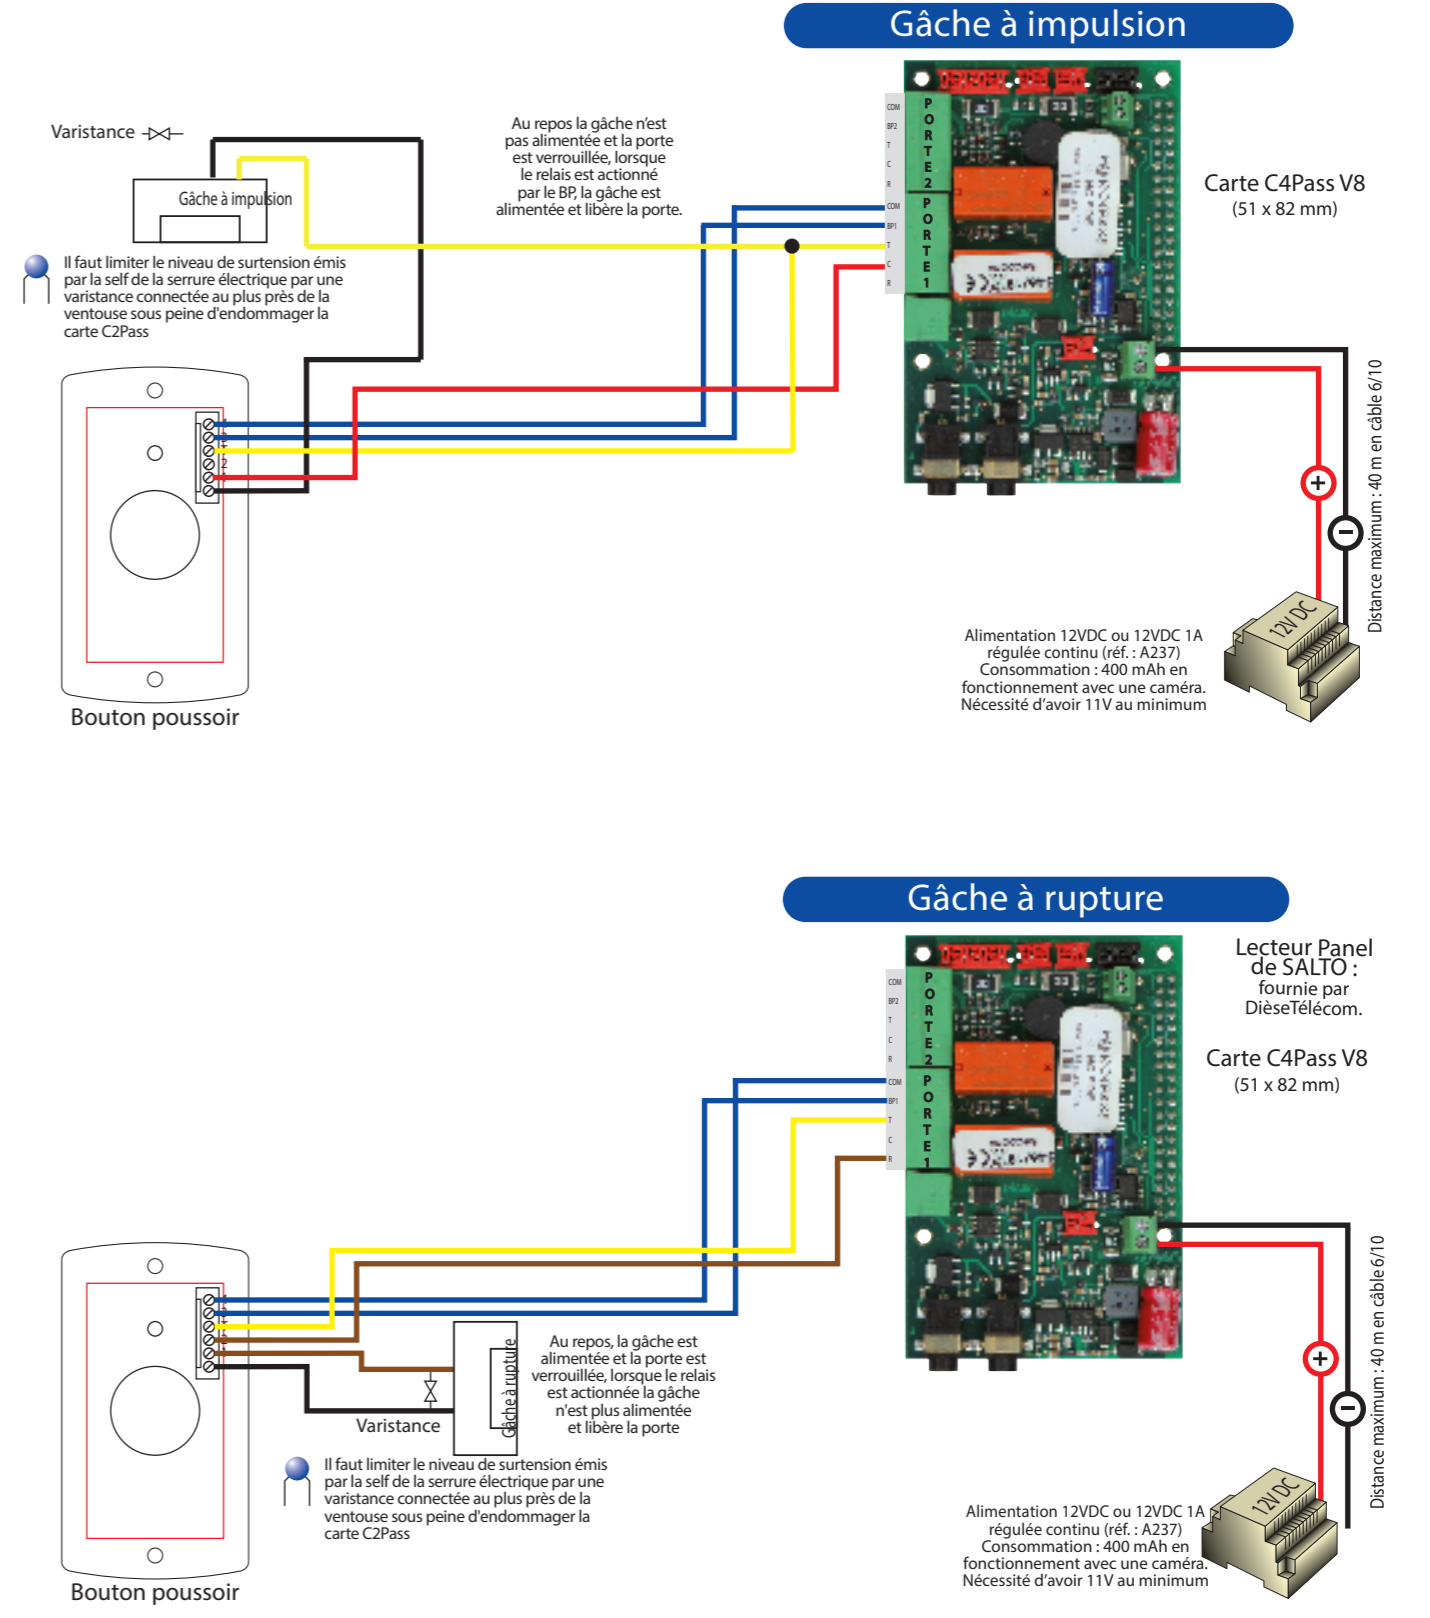 Gâche à impulsion
Varistance
Gâche à impulsion
Au repos la gâche n'est
pas alimentée et la porte
est verrouillée, lorsque
le relais est actionné
par le BP, la gâche est
alimentée et libère la porte.
COM
BP2
T
C
R
COM
BP1
T
C
R
PORTE2
PORTE1
Carte C4Pass V8
(51 x 82 mm)
Il faut limiter le niveau de surtension émis
par la self de la serrure électrique par une
varistance connectée au plus près de la
ventouse sous peine d'endommager la
carte C2Pass
2
Bouton poussoir
+
−
Distance maximum : 40 m en câble 6/10
12V DC
Alimentation 12VDC ou 12VDC 1A
régulée continu (réf. : A237)
Consommation : 400 mAh en
fonctionnement avec une caméra.
Nécessité d'avoir 11V au minimum
Gâche à rupture
Lecteur Panel
de SALTO :
fournie par
DièseTélécom.
Carte C4Pass V8
(51 x 82 mm)
COM
BP2
T
C
R
COM
BP1
T
C
R
PORTE2
PORTE1
Gâche à rupture
Au repos, la gâche est
alimentée et la porte est
verrouillée, lorsque le relais
est actionnée la gâche
n'est plus alimentée
et libère la porte
Varistance
Il faut limiter le niveau de surtension émis
par la self de la serrure électrique par une
varistance connectée au plus près de la
ventouse sous peine d'endommager la
carte C2Pass
Bouton poussoir
+
−
Distance maximum : 40 m en câble 6/10
12V DC
Alimentation 12VDC ou 12VDC 1A
régulée continu (réf. : A237)
Consommation : 400 mAh en
fonctionnement avec une caméra.
Nécessité d'avoir 11V au minimum